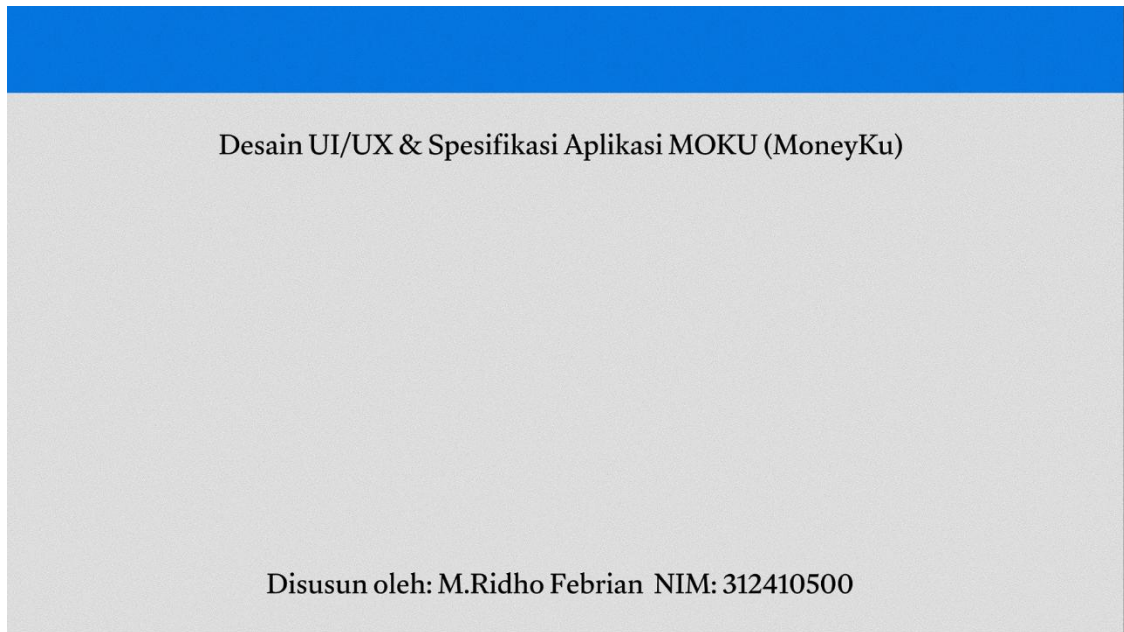 Desain UI/UX & Spesifikasi Aplikasi MOKU (MoneyKu)
Disusun oleh: M.Ridho Febrian NIM: 312410500